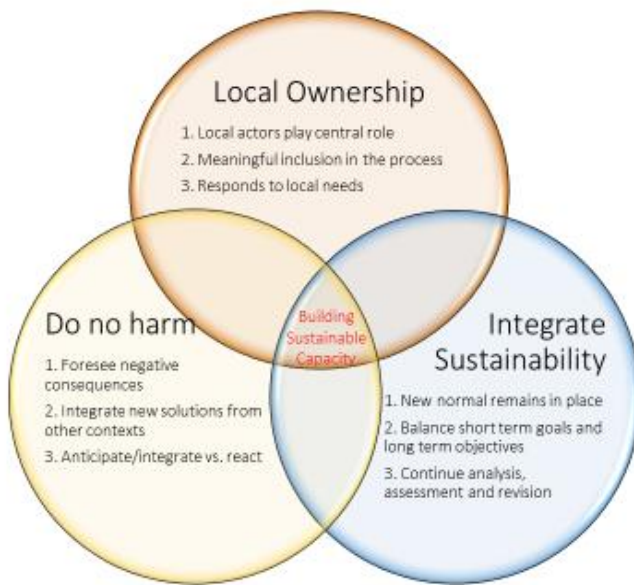 Local Ownership
1. Local actors play central role
2. Meaningful inclusion in the process
3. Responds to local needs
Building
Sustainable
Capacity
Do no harm
1. Foresee negative
consequences
2. Integrate new solutions from
other contexts
3. Anticipate/integrate vs. react
Integrate
Sustainability
1. New normal remains in place
2. Balance short term goals and
long term objectives
3. Continue analysis,
assessment and revision